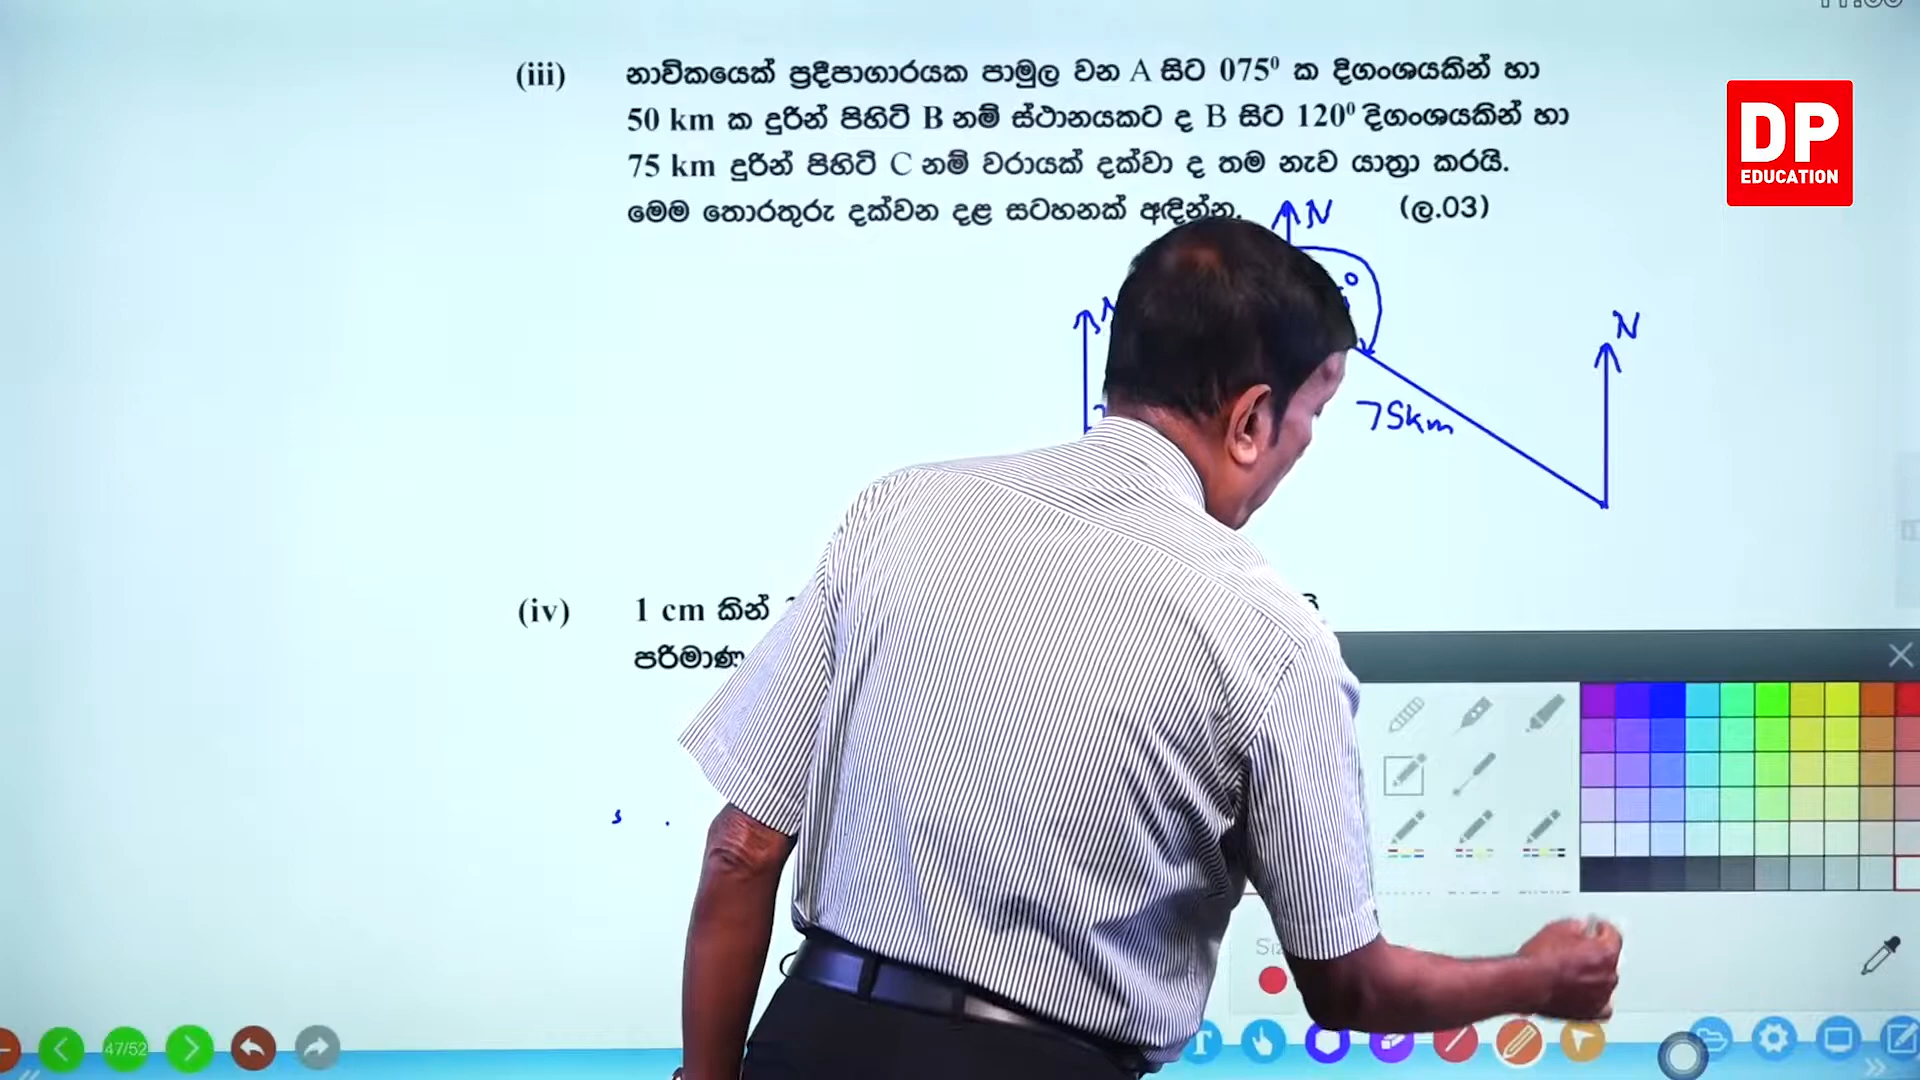 (iii) නාවිකයෙක් ප්‍රදීපාගාරයක පාමුල වන A සිට 075⁰ ක දිගංශයකින් හා
50 km ක දුරින් පිහිටි B නම් ස්ථානයකට ද B සිට 120⁰ දිගංශයකින් හා
75 km දුරින් පිහිටි C නම් වරායක් දක්වා ද තම නැව යාත්‍රා කරයි.
මෙම තොරතුරු දක්වන දළ සටහනක් අඳින්න. (ල.03)
DP
EDUCATION
N
N
75km
(iv) 1 cm කින්
පරිමාණ
47/52